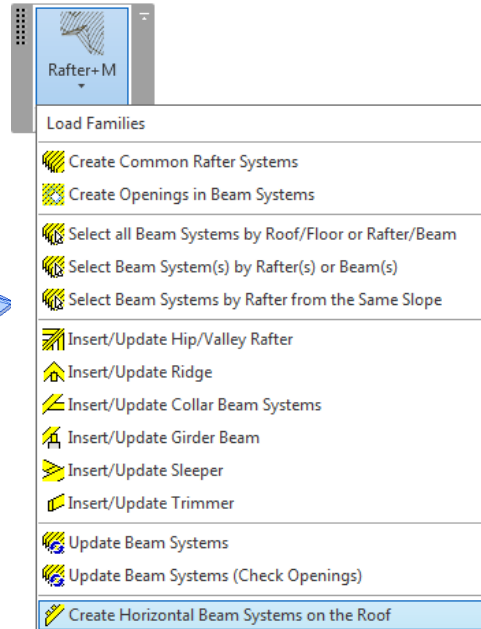 Rafter+M
Load Families
Create Common Rafter Systems
Create Openings in Beam Systems
Select all Beam Systems by Roof/Floor or Rafter/Beam
Select Beam System(s) by Rafter(s) or Beam(s)
Select Beam Systems by Rafter from the Same Slope
Insert/Update Hip/Valley Rafter
Insert/Update Ridge
Insert/Update Collar Beam Systems
Insert/Update Girder Beam
Insert/Update Sleeper
Insert/Update Trimmer
Update Beam Systems
Update Beam Systems (Check Openings)
Create Horizontal Beam Systems on the Roof